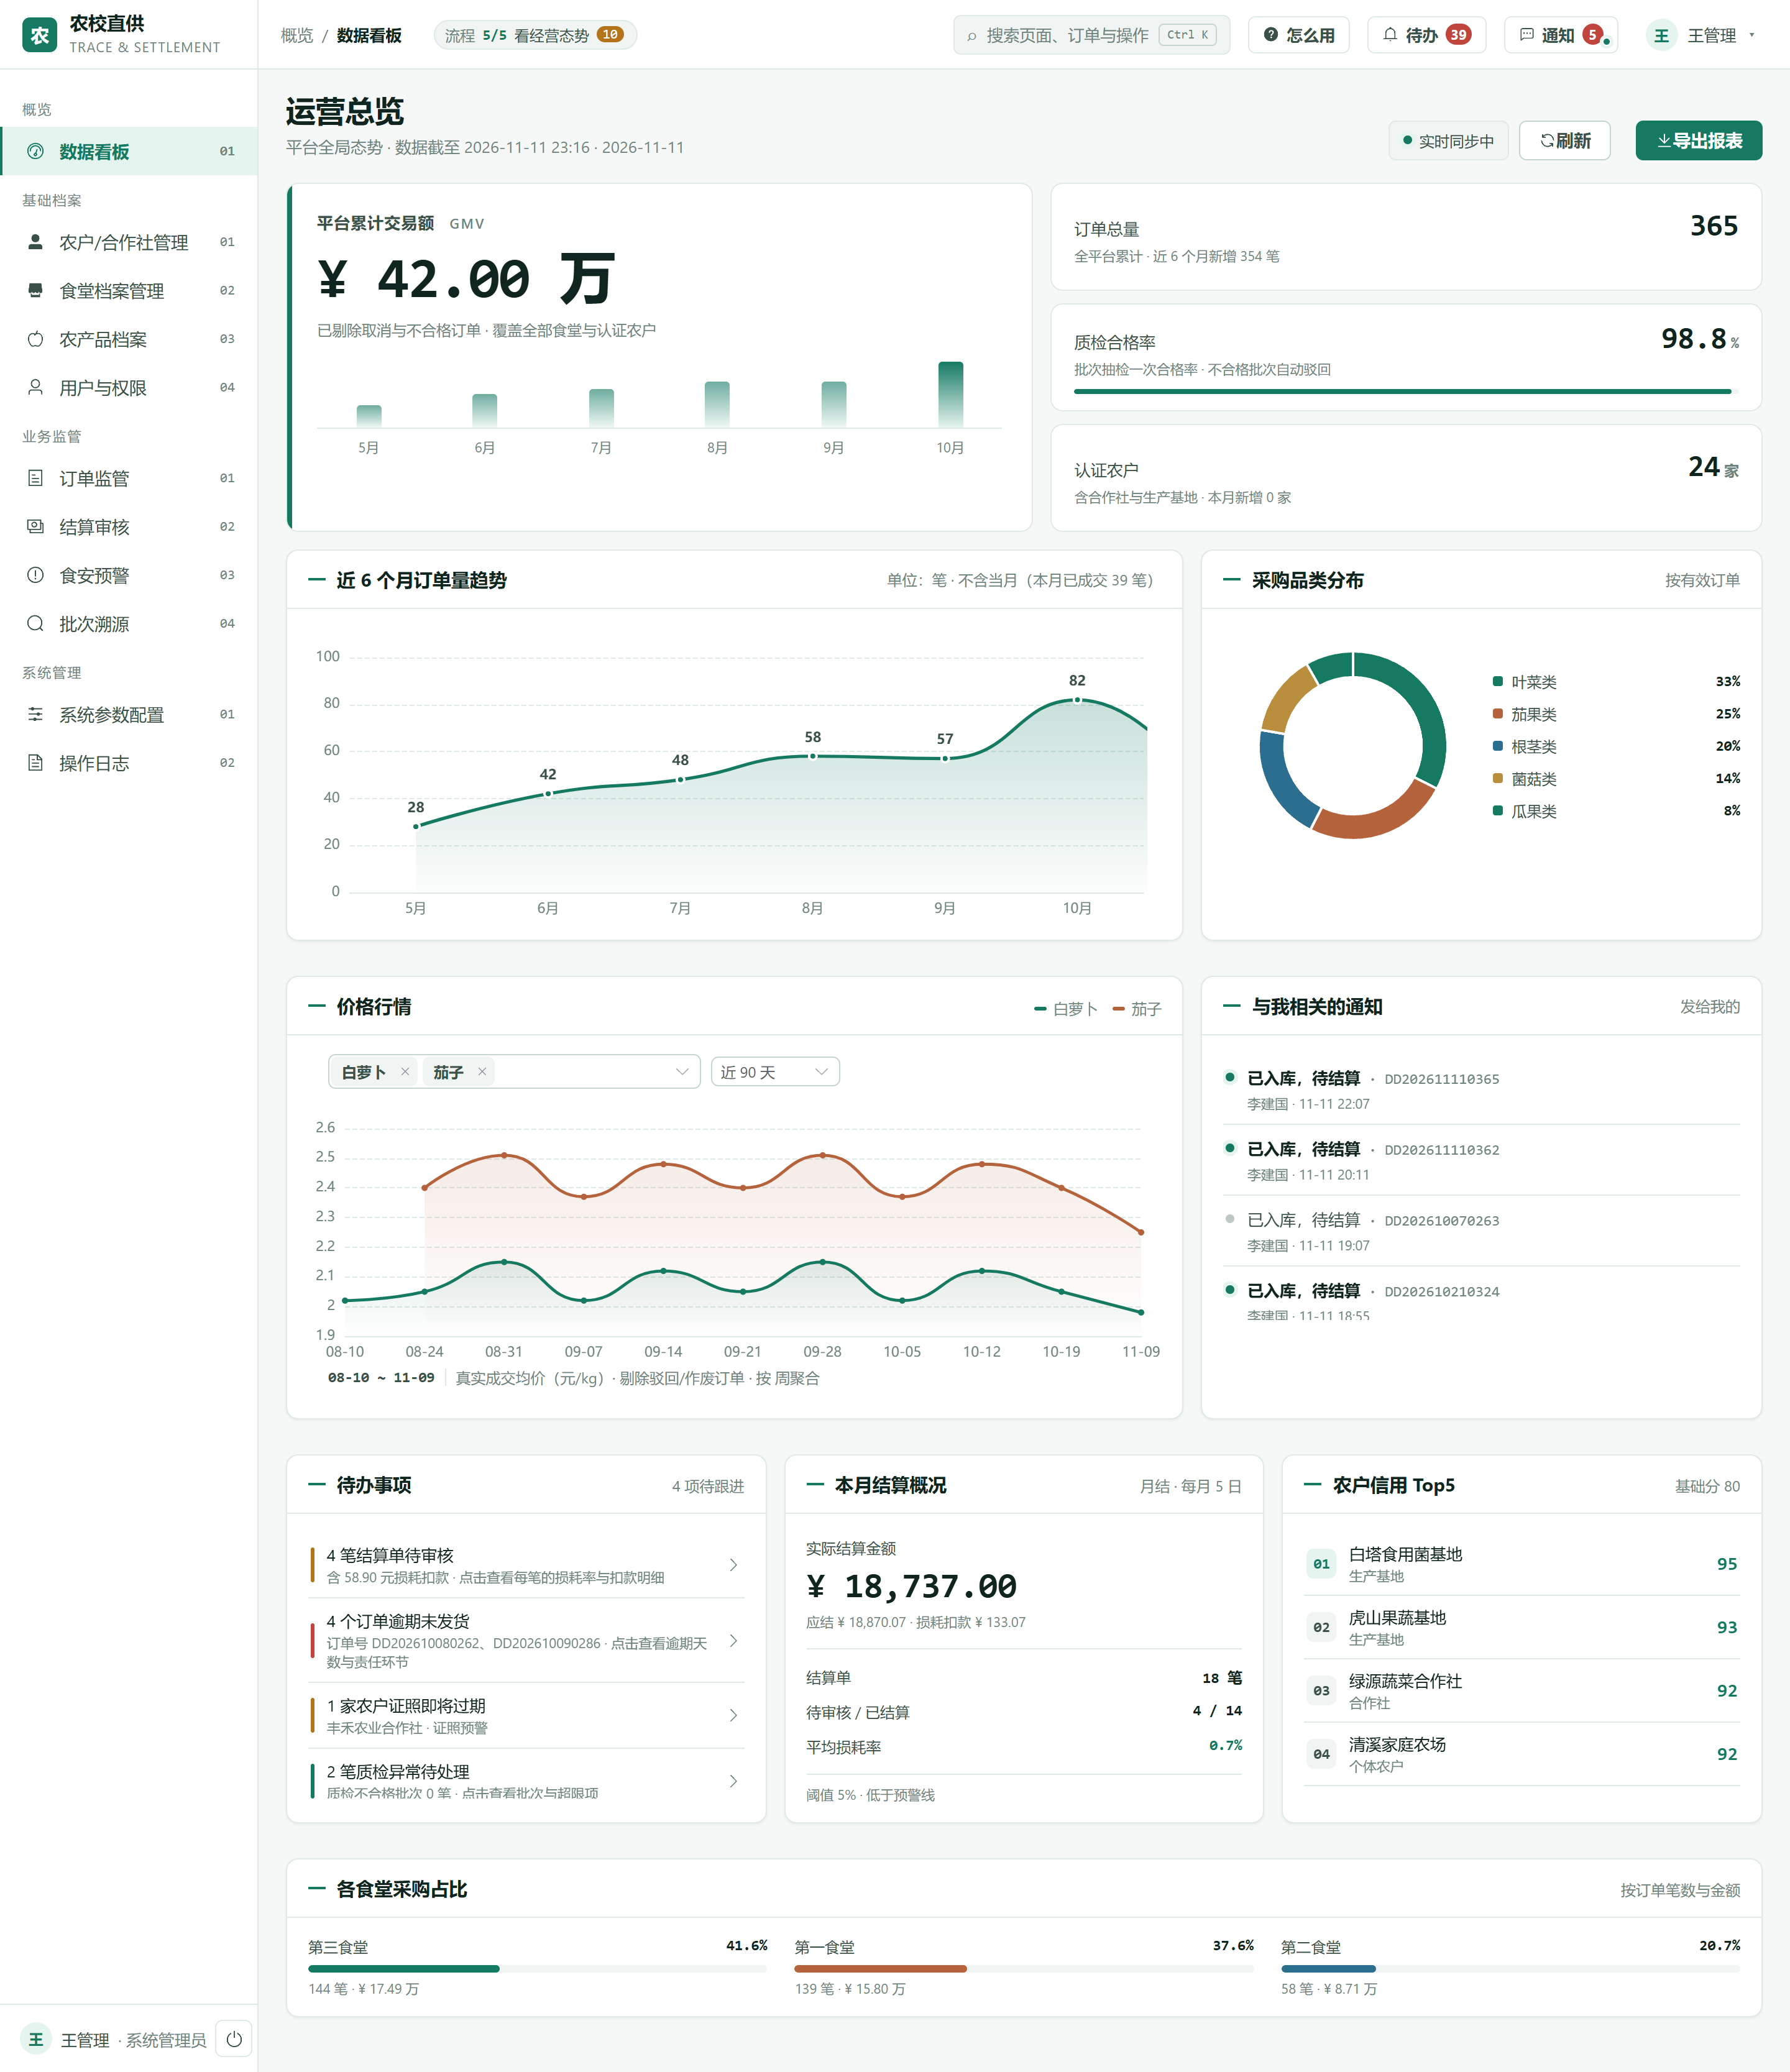 农
农校直供
TRACE & SETTLEMENT
概览 / 数据看板
流程 5/5 看经营态势 10
搜索页面、订单与操作 Ctrl K
怎么用
待办 39
通知 5
王 王管理
概览
数据看板 01
基础档案
农户/合作社管理 01
食堂档案管理 02
农产品档案 03
用户与权限 04
业务监管
订单监管 01
结算审核 02
食安预警 03
批次溯源 04
系统管理
系统参数配置 01
操作日志 02
王 王管理 · 系统管理员
运营总览
平台全局态势 · 数据截至 2026-11-11 23:16 · 2026-11-11
实时同步中
刷新
导出报表
平台累计交易额 GMV
¥ 42.00 万
已剔除取消与不合格订单 · 覆盖全部食堂与认证农户
5月 6月 7月 8月 9月 10月
订单总量 365
全平台累计 · 近 6 个月新增 354 笔
质检合格率 98.8 %
批次抽检一次合格率 · 不合格批次自动驳回
认证农户 24 家
含合作社与生产基地 · 本月新增 0 家
近 6 个月订单量趋势
单位：笔 · 不含当月（本月已成交 39 笔）
100
80
60
40
20
0
28 42 48 58 57 82
5月 6月 7月 8月 9月 10月
采购品类分布 按有效订单
叶菜类 33%
茄果类 25%
根茎类 20%
菌菇类 14%
瓜果类 8%
价格行情
白萝卜 茄子
白萝卜 × 茄子 × 近 90 天
2.6
2.5
2.4
2.3
2.2
2.1
2
1.9
08-10 08-24 08-31 09-07 09-14 09-21 09-28 10-05 10-12 10-19 11-09
08-10 ~ 11-09 真实成交均价（元/kg）· 剔除驳回/作废订单 · 按 周聚合
与我相关的通知 发给我的
已入库，待结算 · DD202611110365
李建国 · 11-11 22:07
已入库，待结算 · DD202611110362
李建国 · 11-11 20:11
已入库，待结算 · DD202610070263
李建国 · 11-11 19:07
已入库，待结算 · DD202610210324
李建国 · 11-11 18:55
待办事项 4 项待跟进
4 笔结算单待审核
含 58.90 元损耗扣款 · 点击查看每笔的损耗率与扣款明细
4 个订单逾期未发货
订单号 DD202610080262、DD202610090286 · 点击查看逾期天
数与责任环节
1 家农户证照即将过期
丰禾农业合作社 · 证照预警
2 笔质检异常待处理
质检不合格批次 0 笔 · 点击查看批次与超限项
本月结算概况 月结 · 每月 5 日
实际结算金额
¥ 18,737.00
应结 ¥ 18,870.07 · 损耗扣款 ¥ 133.07
结算单 18 笔
待审核 / 已结算 4 / 14
平均损耗率 0.7%
阈值 5% · 低于预警线
农户信用 Top5 基础分 80
01 白塔食用菌基地 95
生产基地
02 虎山果蔬基地 93
生产基地
03 绿源蔬菜合作社 92
合作社
04 清溪家庭农场 92
个体农户
各食堂采购占比 按订单笔数与金额
第三食堂 41.6%
144 笔 · ¥ 17.49 万
第一食堂 37.6%
139 笔 · ¥ 15.80 万
第二食堂 20.7%
58 笔 · ¥ 8.71 万